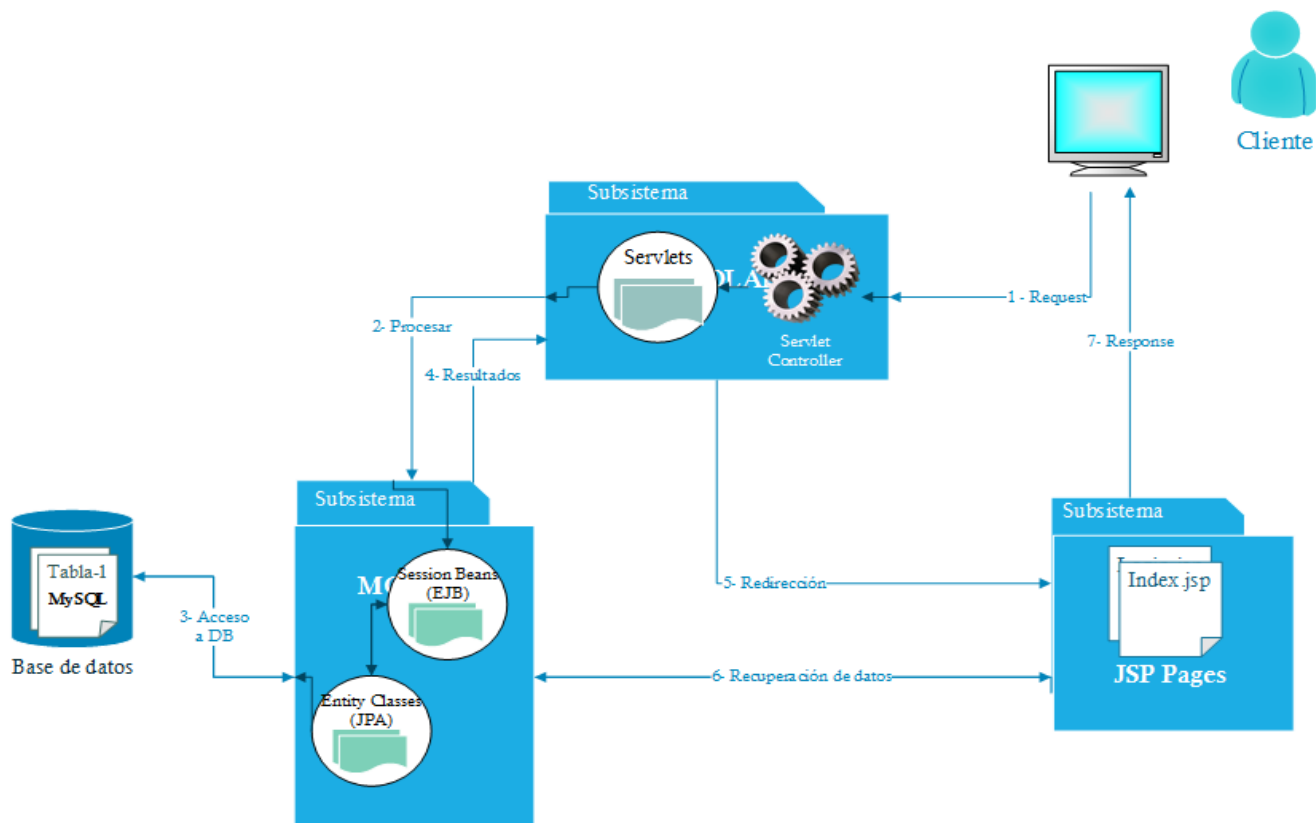 Cliente
Subsistema
Servlets
Servlet
Controller
1 - Request
2- Procesar
4- Resultados
7- Response
Subsistema
Session Beans
(EJB)
Entity Classes
(JPA)
Tabla-1
MySQL
Base de datos
3- Acceso
a DB
5- Redirección
6- Recuperación de datos
Subsistema
Index.jsp
JSP Pages